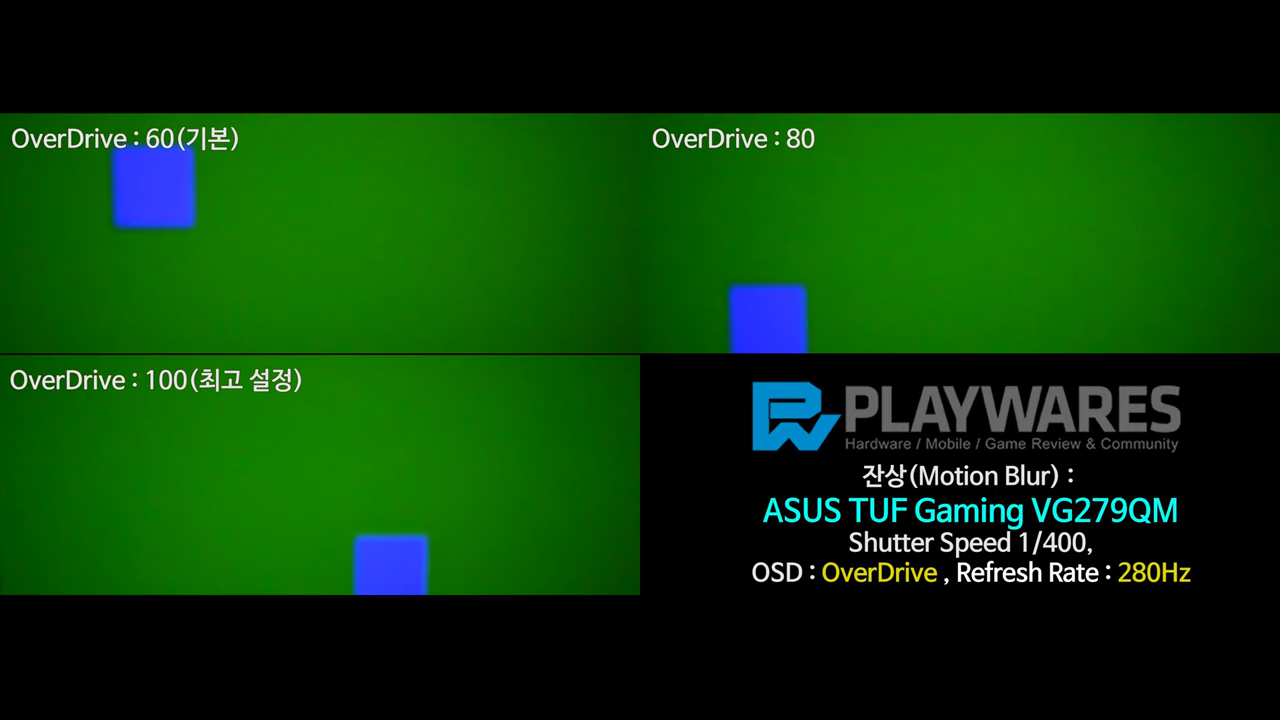 OverDrive : 60(기본)
OverDrive : 80
OverDrive : 100(최고 설정)
PLAYWARES
Hardware / Mobile / Game Review & Community
잔상(Motion Blur) :
ASUS TUF Gaming VG279QM
Shutter Speed 1/400,
OSD : OverDrive , Refresh Rate : 280Hz